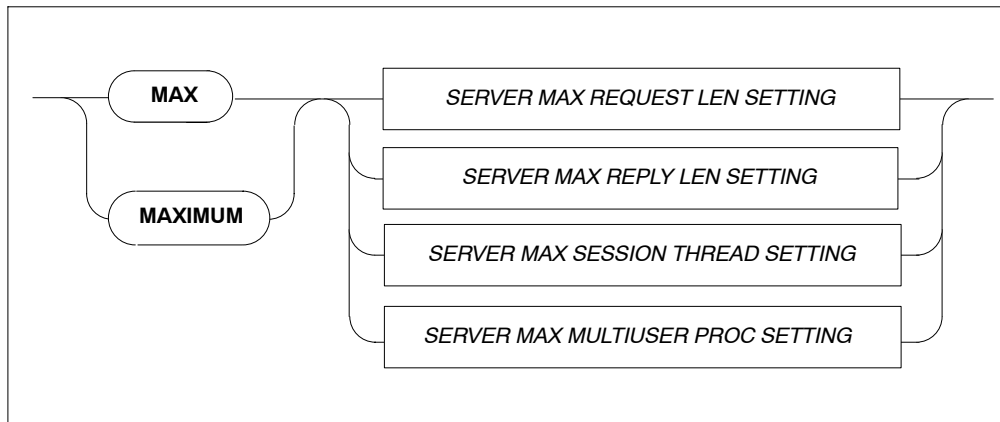 MAX
MAXIMUM
SERVER MAX REQUEST LEN SETTING
SERVER MAX REPLY LEN SETTING
SERVER MAX SESSION THREAD SETTING
SERVER MAX MULTIUSER PROC SETTING